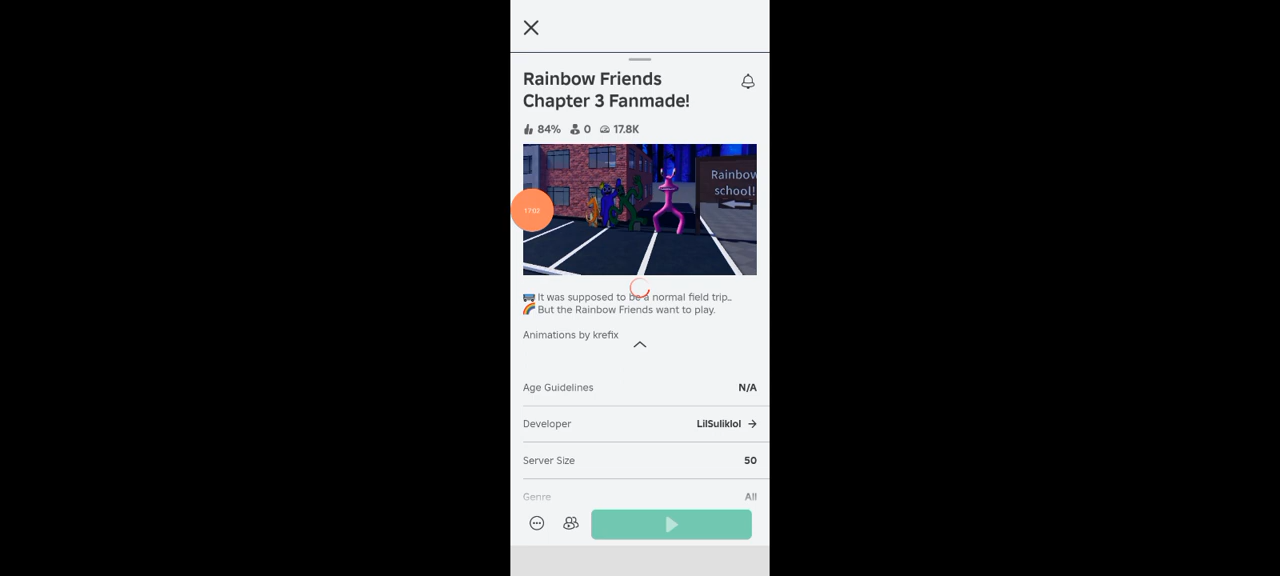 Rainbow Friends
Chapter 3 Fanmade!
84% 0 17.8K
Rainbow
school!
17:03
It was supposed to be a normal field trip...
But the Rainbow Friends want to play.
Animations by krefix
Age Guidelines N/A
Developer LilSuliklol
Server Size 50
Genre All